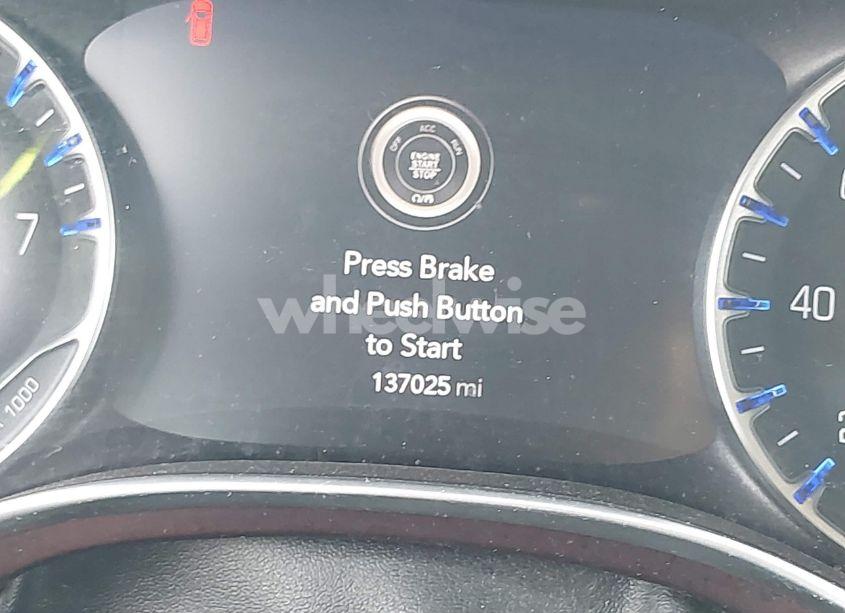 OFF ACC RUN
ENGINE
START
STOP
Press Brake
and Push Button
to Start
137025 mi
wheelwise
7
1000
40